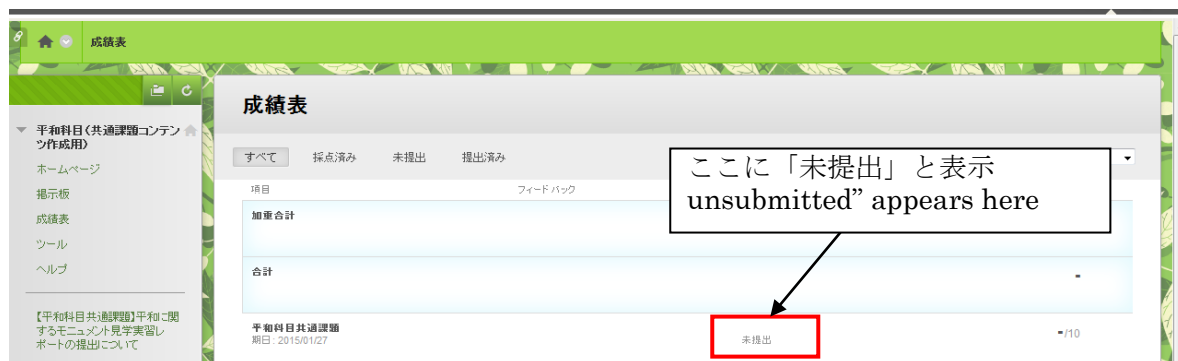 成績表
成績表
平和科目(共通課題コンテン
ツ作成用)
ホームページ
掲示板
成績表
ツール
ヘルプ
【平和科目共通課題】平和に関
するモニュメント見学実習レ
ポートの提出について
すべて 採点済み 未提出 提出済み
項目 フィードバック
加重合計
合計 -
平和科目共通課題
期日 : 2015/01/27
未提出 -/10
ここに「未提出」と表示
unsubmitted” appears here